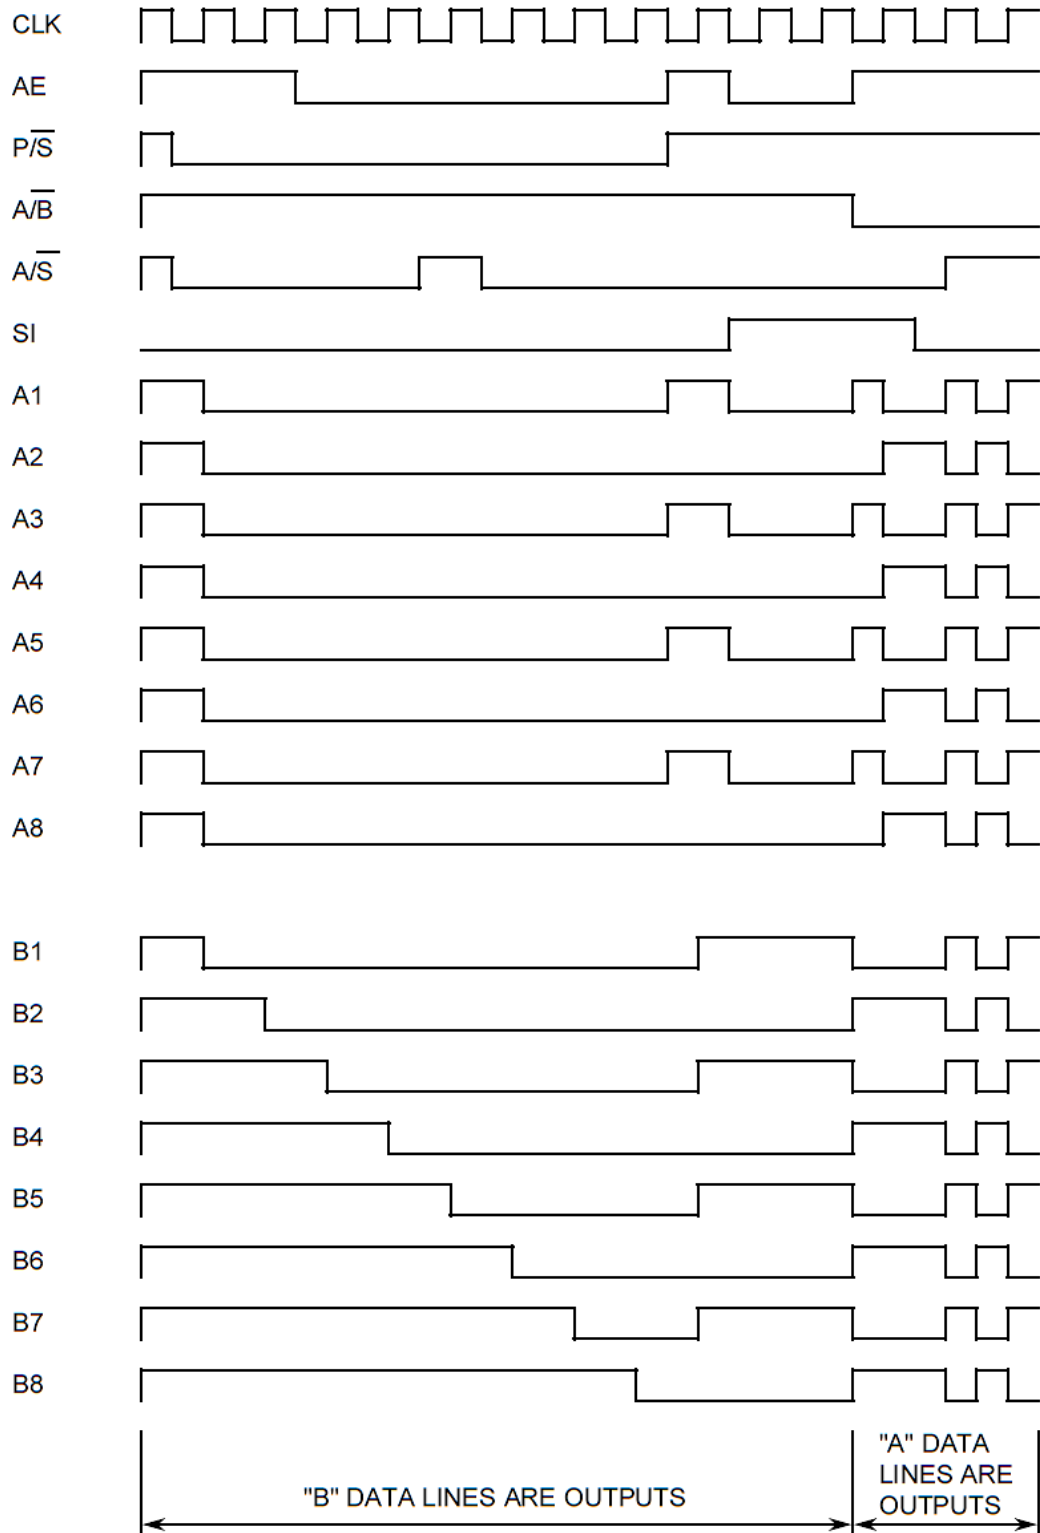 CLK
AE
P/S̅
A/B̅
A/S̅
SI
A1
A2
A3
A4
A5
A6
A7
A8
B1
B2
B3
B4
B5
B6
B7
B8
"B" DATA LINES ARE OUTPUTS
"A" DATA
LINES ARE
OUTPUTS